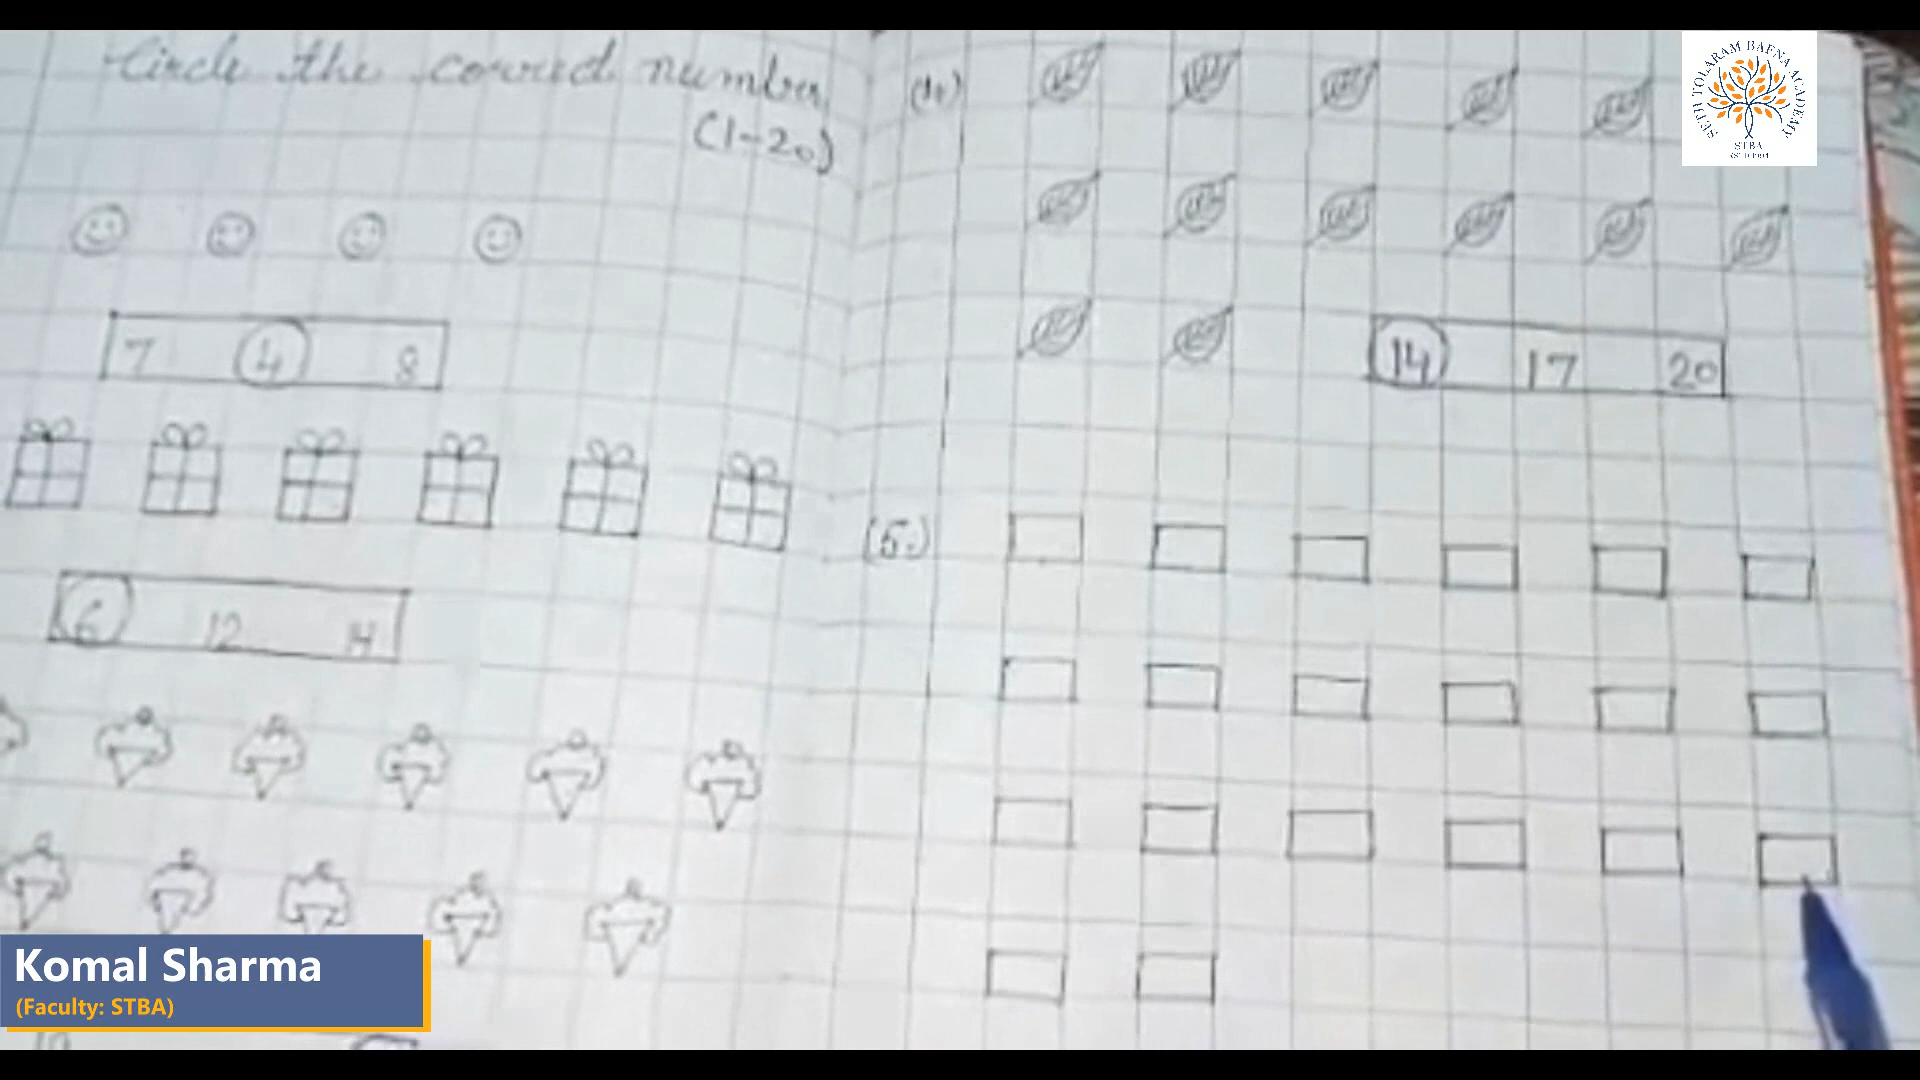 Circle the correct number
(1-20)
7 4 8
6 12 14
(4.)
14 17 20
(5.)
SETH TOLARAM BAFNA ACADEMY
STBA
Komal Sharma
(Faculty: STBA)